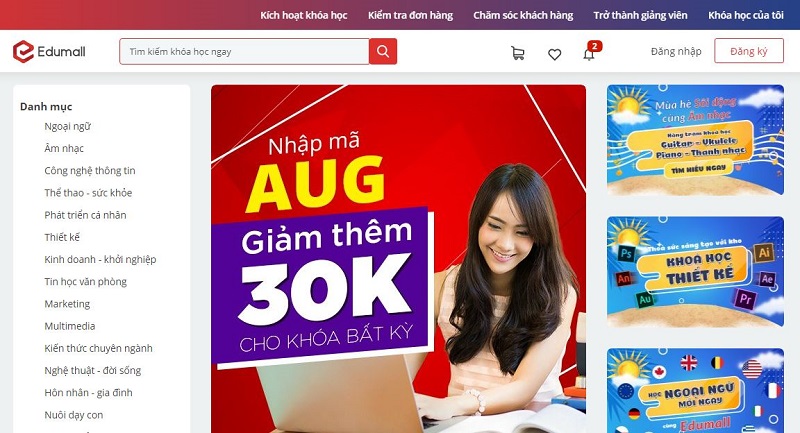 Kích hoạt khóa học
Kiểm tra đơn hàng
Chăm sóc khách hàng
Trở thành giảng viên
Khóa học của tôi
Edumall
Tìm kiếm khóa học ngay
2
Đăng nhập
Đăng ký
Danh mục
Ngoại ngữ
Âm nhạc
Công nghệ thông tin
Thể thao - sức khỏe
Phát triển cá nhân
Thiết kế
Kinh doanh - khởi nghiệp
Tin học văn phòng
Marketing
Multimedia
Kiến thức chuyên ngành
Nghệ thuật - đời sống
Hôn nhân - gia đình
Nuôi dạy con
Nhập mã
AUG
Giảm thêm
30K
CHO KHÓA BẤT KỲ
Mùa hè Sôi động
cùng Âm nhạc
Hàng trăm khóa học
Guitar - Ukulele
Piano - Thanh nhạc
TÌM HIỂU NGAY
Thỏa sức sáng tạo với kho
KHOA HỌC
THIẾT KẾ
Ps
An
Au
Ai
Ae
Pr
HỌC NGOẠI NGỮ
MỖI NGÀY
cùng Edumall